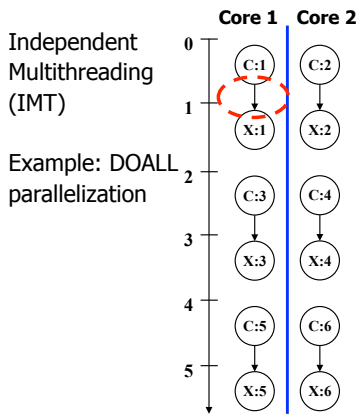 Core 1 Core 2
Independent
Multithreading
(IMT)
Example: DOALL
parallelization
0
C:1 C:2
1
X:1 X:2
2
C:3 C:4
3
X:3 X:4
4
C:5 C:6
5
X:5 X:6